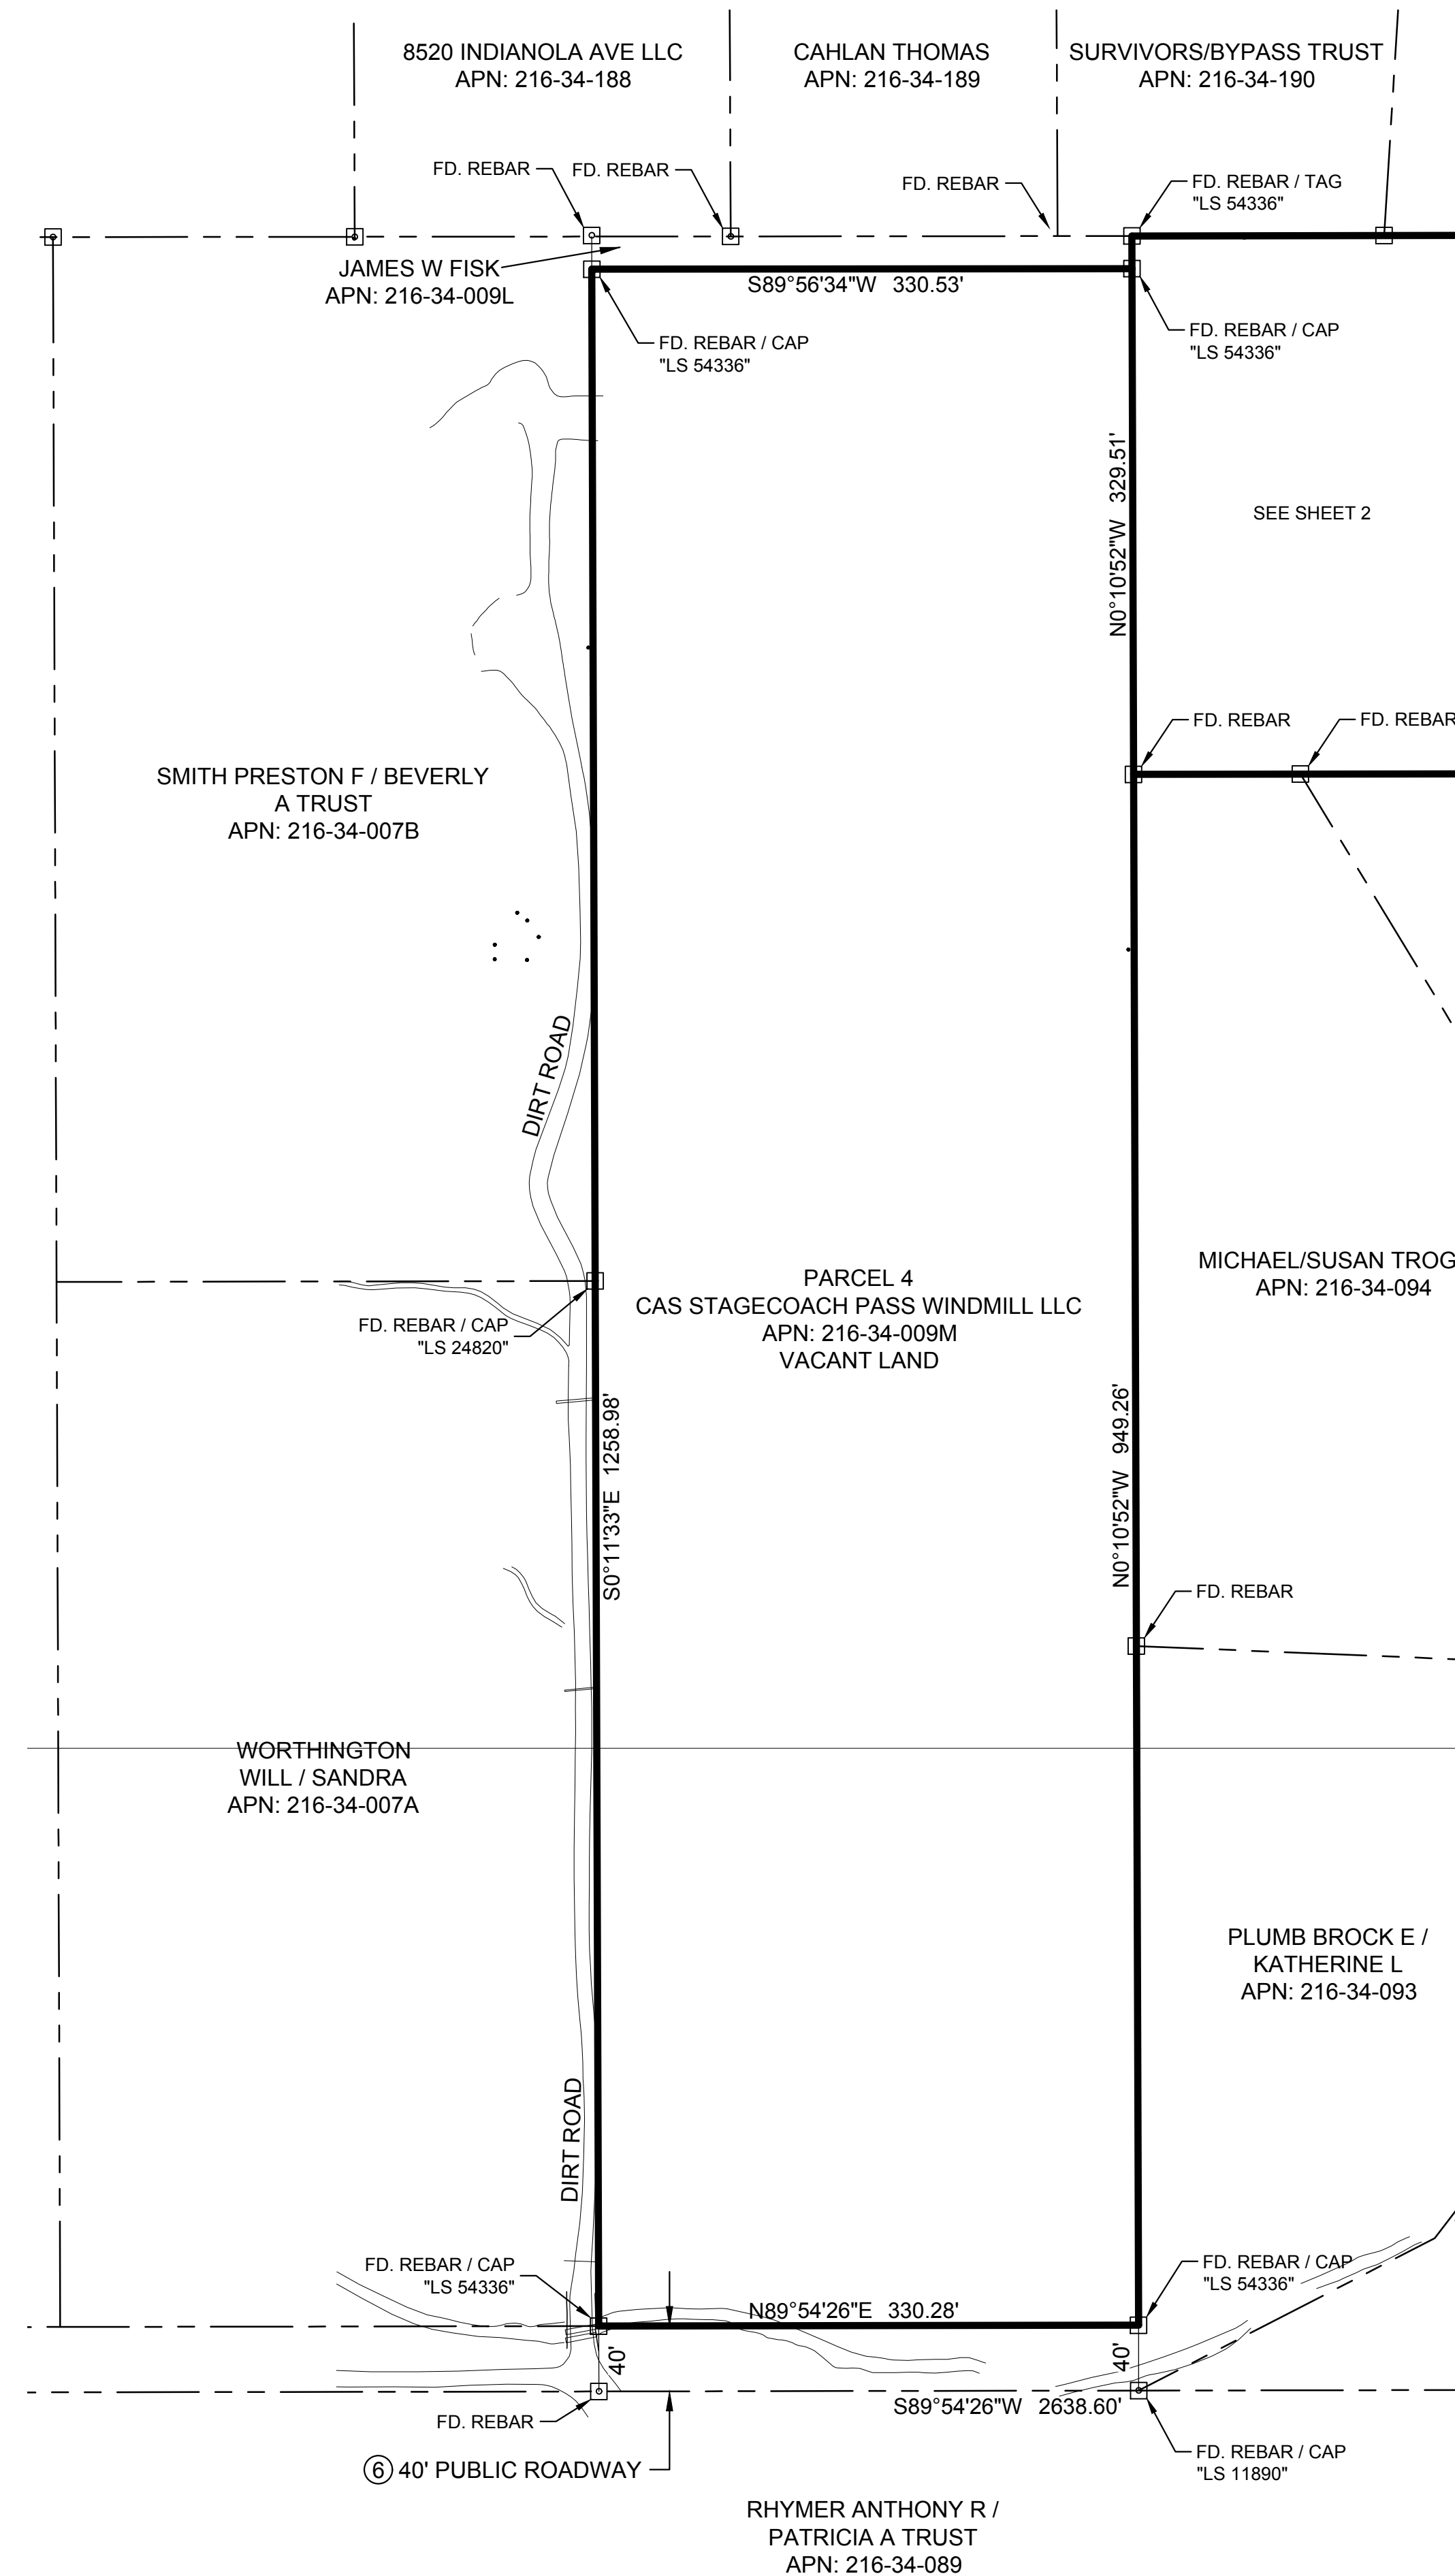 8520 INDIANOLA AVE LLC
APN: 216-34-188
CAHLAN THOMAS
APN: 216-34-189
SURVIVORS/BYPASS TRUST
APN: 216-34-190
FD. REBAR
FD. REBAR
FD. REBAR
FD. REBAR / TAG
"LS 54336"
JAMES W FISK
APN: 216-34-009L
S89°56'34"W 330.53'
FD. REBAR / CAP
"LS 54336"
FD. REBAR / CAP
"LS 54336"
N0°10'52"W 329.51'
SEE SHEET 2
FD. REBAR
FD. REBAR
SMITH PRESTON F / BEVERLY
A TRUST
APN: 216-34-007B
DIRT ROAD
MICHAEL/SUSAN TROG
APN: 216-34-094
PARCEL 4
CAS STAGECOACH PASS WINDMILL LLC
APN: 216-34-009M
VACANT LAND
FD. REBAR / CAP
"LS 24820"
S0°11'33"E 1258.98'
N0°10'52"W 949.26'
FD. REBAR
WORTHINGTON
WILL / SANDRA
APN: 216-34-007A
PLUMB BROCK E /
KATHERINE L
APN: 216-34-093
DIRT ROAD
FD. REBAR / CAP
"LS 54336"
FD. REBAR / CAP
"LS 54336"
N89°54'26"E 330.28'
40'
40'
S89°54'26"W 2638.60'
FD. REBAR
6 40' PUBLIC ROADWAY
FD. REBAR / CAP
"LS 11890"
RHYMER ANTHONY R /
PATRICIA A TRUST
APN: 216-34-089